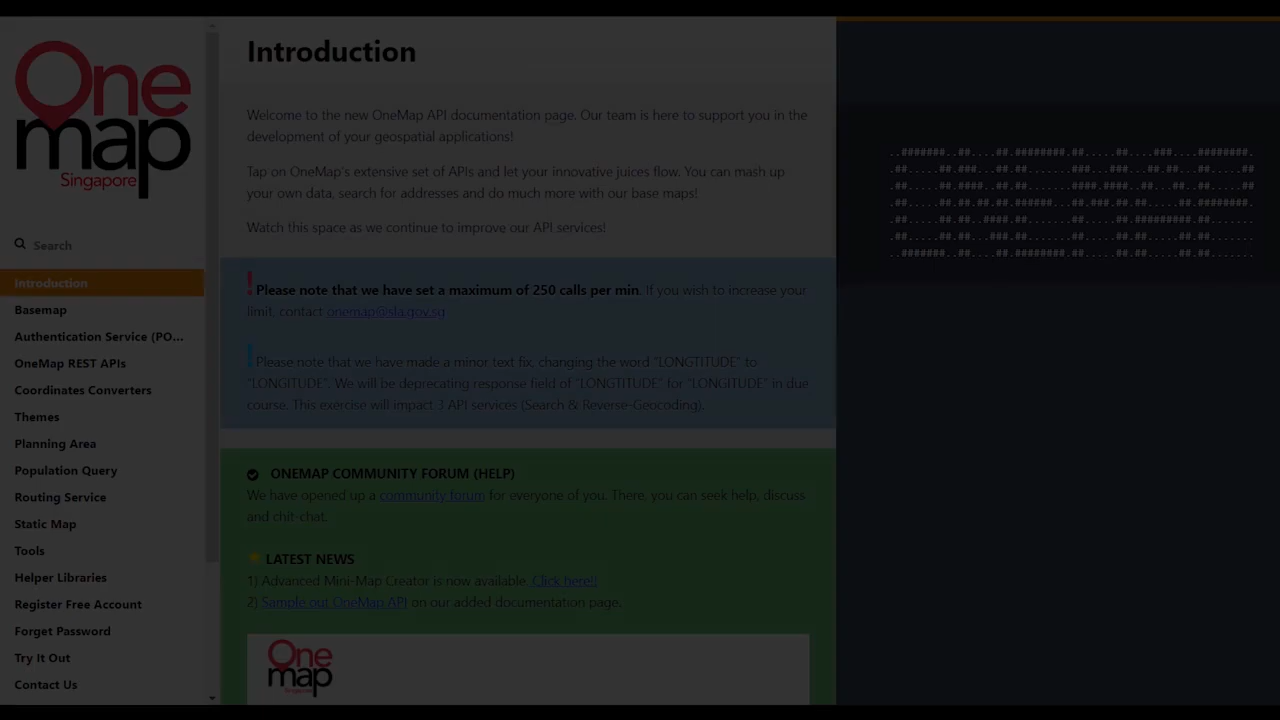 One
map
Singapore
Search
Introduction
Basemap
Authentication Service (PO...
OneMap REST APIs
Coordinates Converters
Themes
Planning Area
Population Query
Routing Service
Static Map
Tools
Helper Libraries
Register Free Account
Forget Password
Try It Out
Contact Us
Introduction
Welcome to the new OneMap API documentation page. Our team is here to support you in the
development of your geospatial applications!
Tap on OneMap's extensive set of APIs and let your innovative juices flow. You can mash up
your own data, search for addresses and do much more with our base maps!
Watch this space as we continue to improve our API services!
! Please note that we have set a maximum of 250 calls per min. If you wish to increase your
limit, contact onemap@sla.gov.sg
! Please note that we have made a minor text fix, changing the word "LONGTITUDE" to
"LONGITUDE". We will be deprecating response field of "LONGTITUDE" for "LONGITUDE" in due
course. This exercise will impact 3 API services (Search & Reverse-Geocoding).
ONEMAP COMMUNITY FORUM (HELP)
We have opened up a community forum for everyone of you. There, you can seek help, discuss
and chit-chat.
LATEST NEWS
1) Advanced Mini-Map Creator is now available. Click here!!
2) Sample out OneMap API on our added documentation page.
One
map
Singapore
..#######..##....##.########.##.....##....###....########.
.##.....##.###...##.##.......###...###...##.##...##.....##
.##.....##.####..##.##.......####.####..##...##..##.....##
.##.....##.##.##.##.######...##.###.##.##.....##.########.
.##.....##.##..####.##.......##.....##.#########.##.......
.##.....##.##...###.##.......##.....##.##.....##.##.......
..#######..##....##.########.##.....##.##.....##.##.......